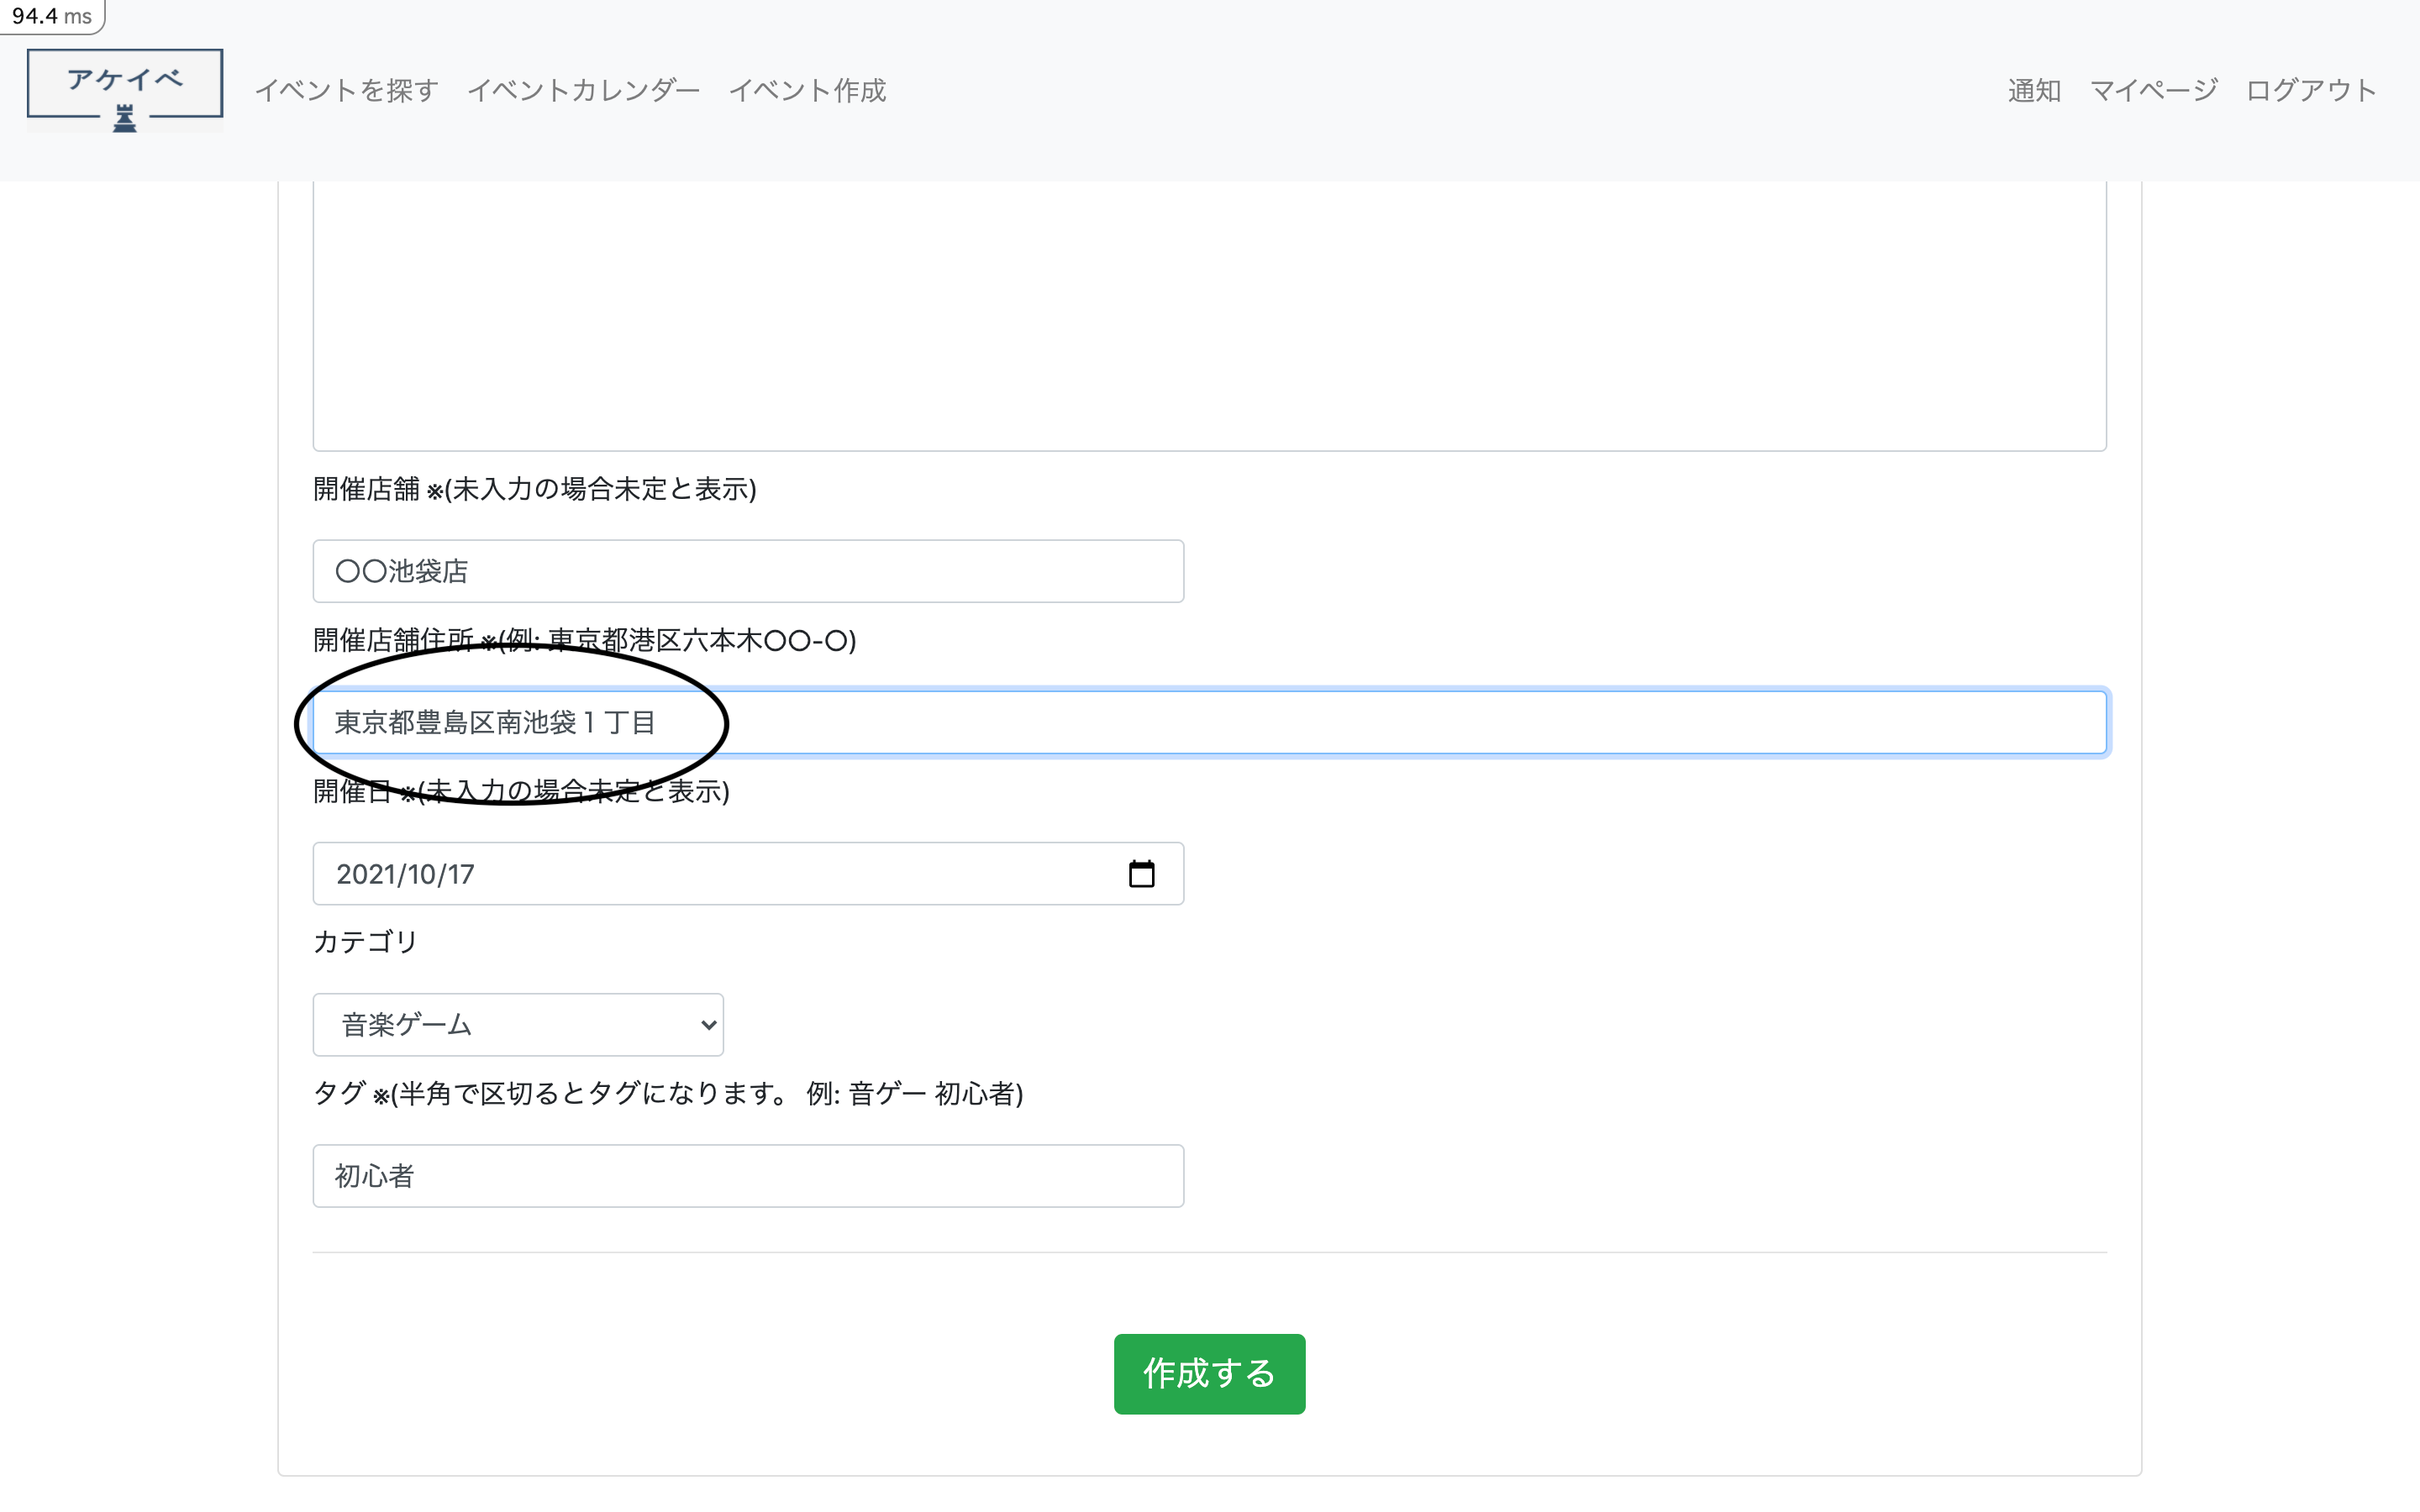 94.4 ms
アケイベ
イベントを探す イベントカレンダー イベント作成
通知 マイページ ログアウト
開催店舗 ※(未入力の場合未定と表示)
〇〇池袋店
開催店舗住所 ※(例: 東京都港区六本木〇〇-〇)
東京都豊島区南池袋１丁目
開催日 ※(未入力の場合未定と表示)
2021/10/17
カテゴリ
音楽ゲーム
タグ ※(半角で区切るとタグになります。 例: 音ゲー 初心者)
初心者
作成する